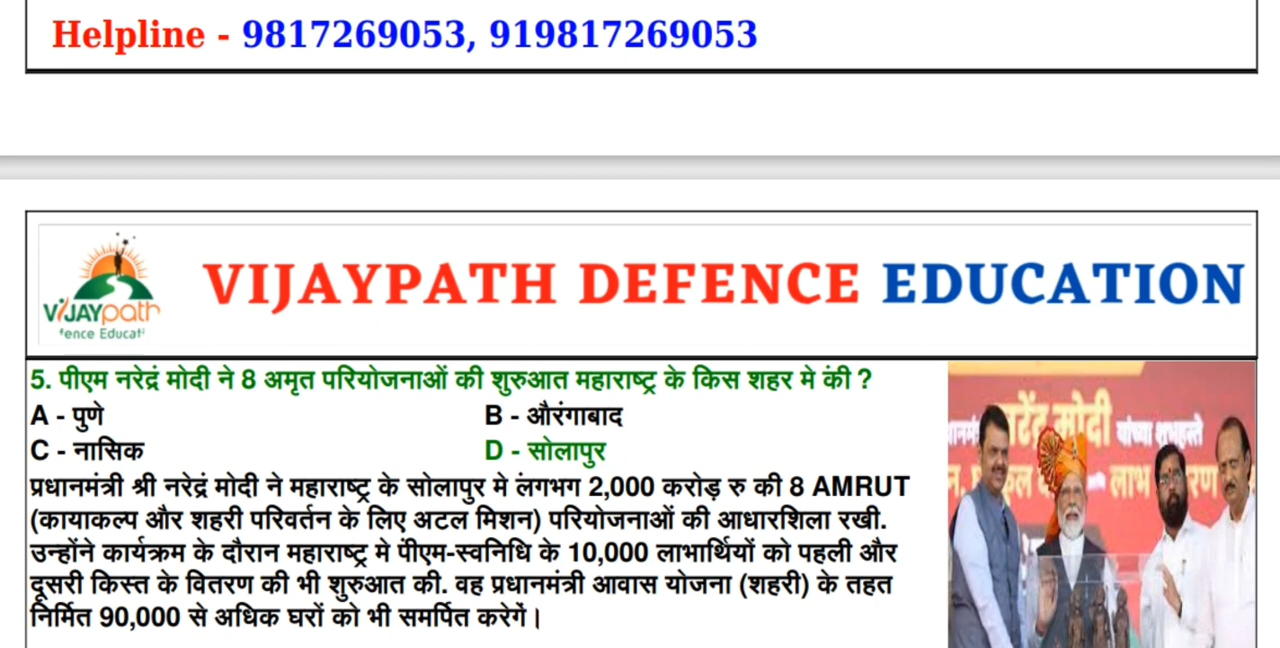 Helpline - 9817269053, 919817269053
VIJAYpath
fence Educati
VIJAYPATH DEFENCE EDUCATION
5. पीएम नरेद्रं मोदी ने 8 अमृत परियोजनाओं की शुरुआत महाराष्ट्र के किस शहर मे कंी ?
A - पुणे
B - औरंगाबाद
C - नासिक
D - सोलापुर
प्रधानमंत्री श्री नरेद्रं मोदी ने महाराष्ट्र के सोलापुर मे लंगभग 2,000 करोड़ रु की 8 AMRUT
(कायाकल्प और शहरी परिवर्तन के लिए अटल मिशन) परियोजनाओं की आधारशिला रखी.
उन्होंने कार्यक्रम के दौरान महाराष्ट्र मे पंीएम-स्वनिधि के 10,000 लाभार्थियों को पहली और
दूसरी किस्त के वितरण की भी शुरुआत की. वह प्रधानमंत्री आवास योजना (शहरी) के तहत
निर्मित 90,000 से अधिक घरों को भी समर्पित करेगें।
मोदी यांच्या शुभहस्ते
लाभ